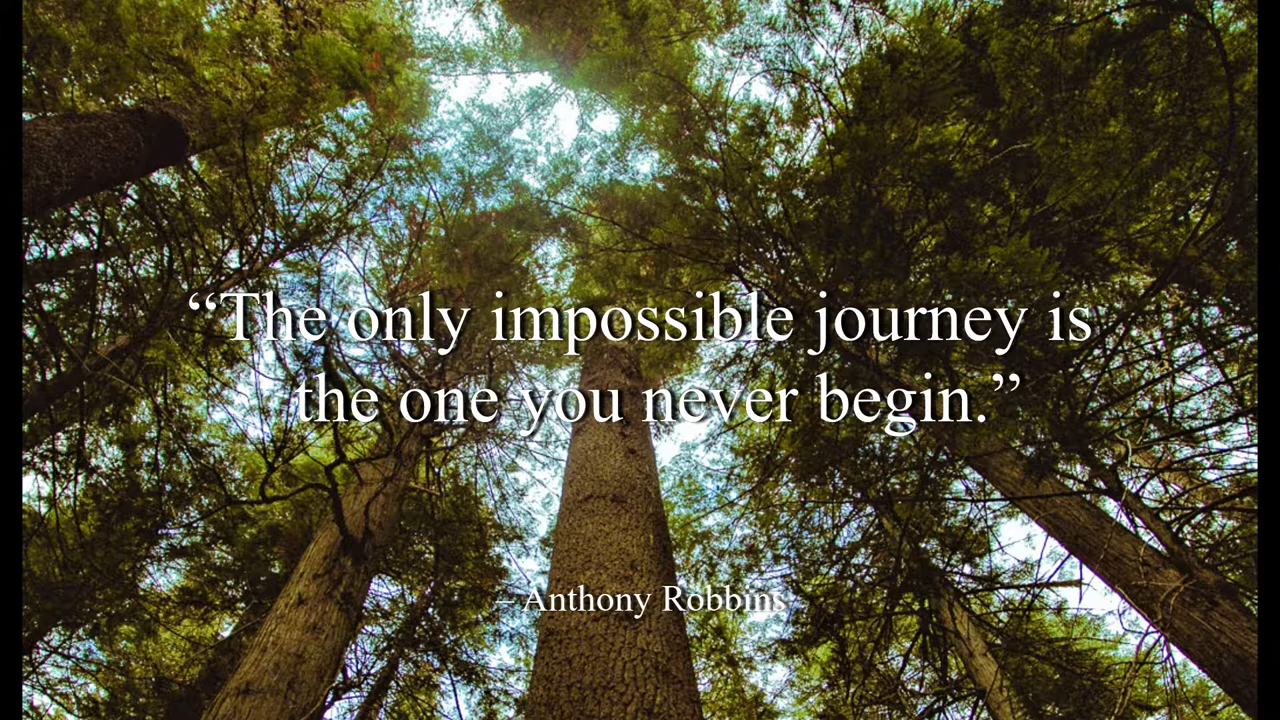 “The only impossible journey is
the one you never begin.”
– Anthony Robbins